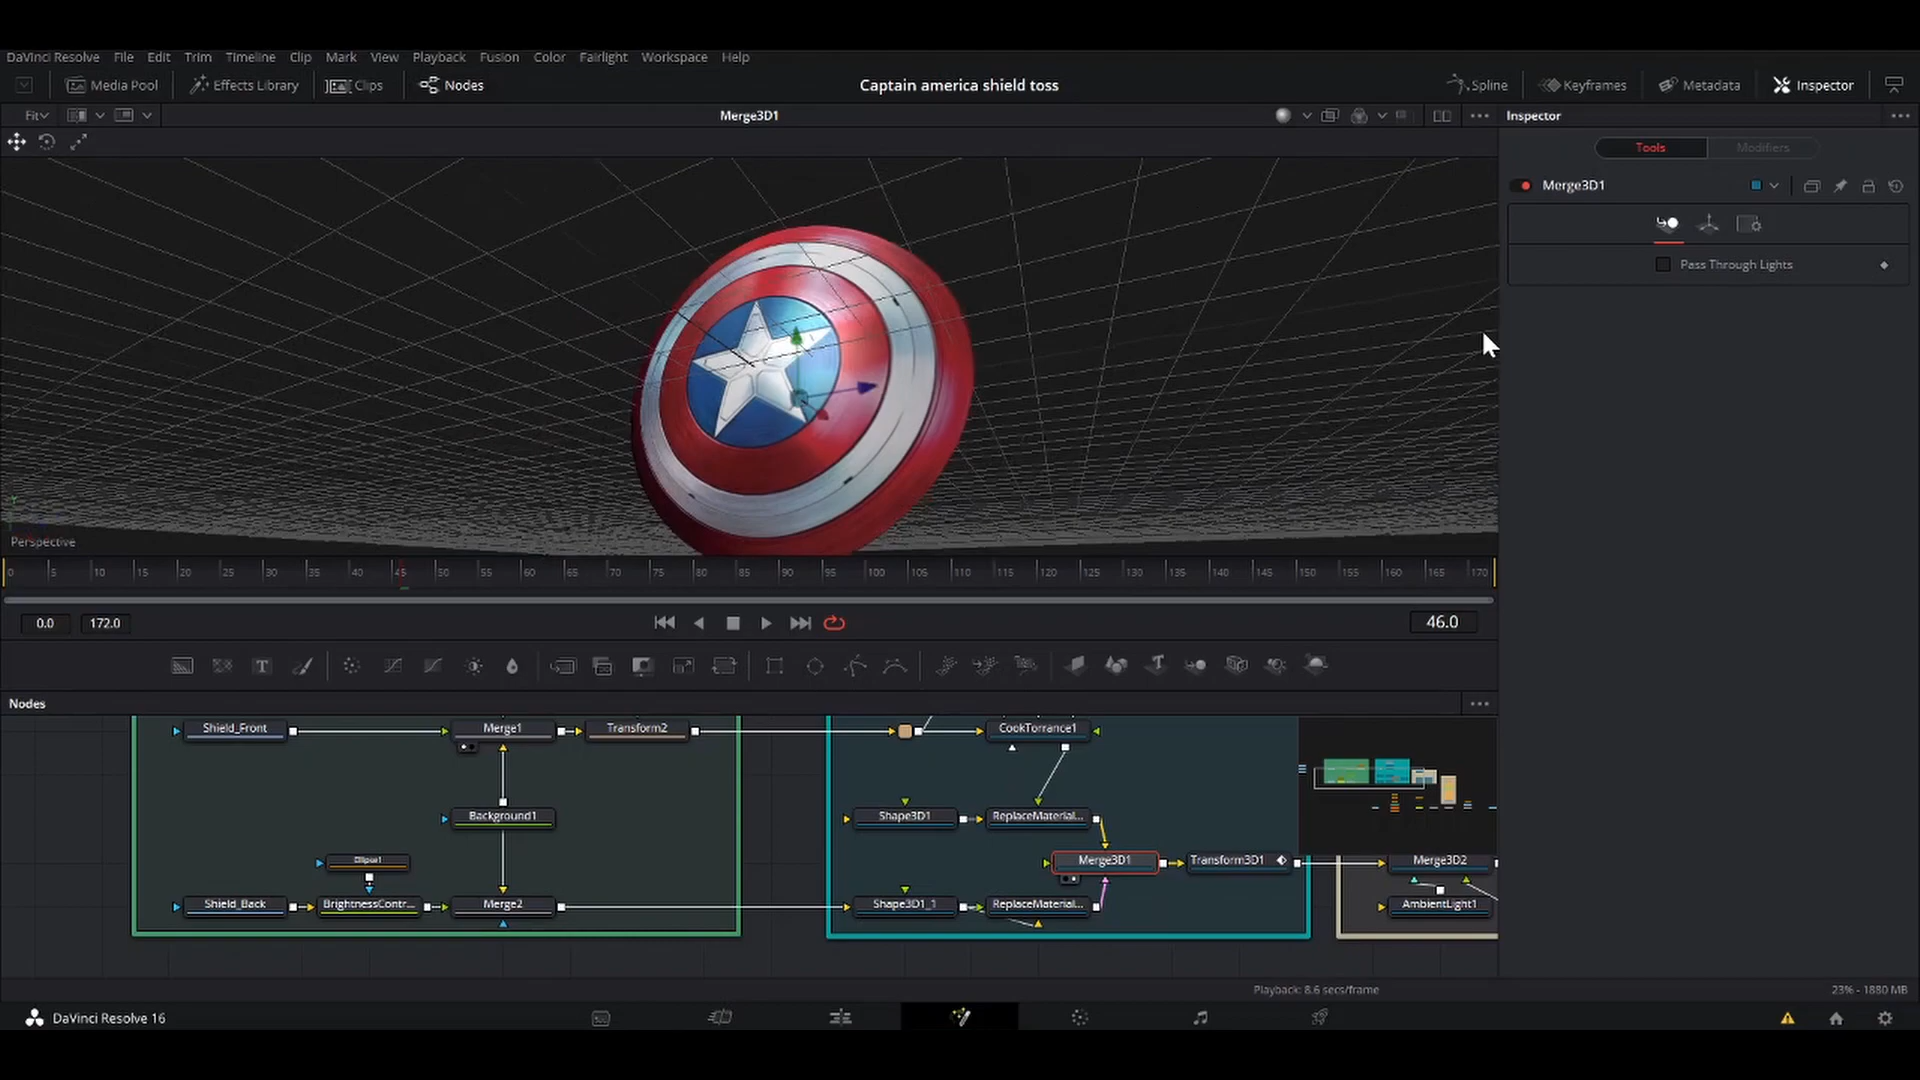 DaVinci Resolve File Edit Trim Timeline Clip Mark View Playback Fusion Color Fairlight Workspace Help
Media Pool Effects Library Clips Nodes Captain america shield toss Spline Keyframes Metadata Inspector
Fit Merge3D1 Inspector
Tools Modifiers
Merge3D1
Pass Through Lights
Perspective
0 5 10 15 20 25 30 35 40 45 50 55 60 65 70 75 80 85 90 95 100 105 110 115 120 125 130 135 140 145 150 155 160 165 170
0.0 172.0 46.0
Nodes
Shield_Front Merge1 Transform2 CookTorrance1
Background1 Shape3D1 ReplaceMaterial...
Ellipse1 Merge3D1 Transform3D1 Merge3D2
Shield_Back BrightnessContr... Merge2 Shape3D1_1 ReplaceMaterial... AmbientLight1
Playback: 8.6 secs/frame 23% - 1880 MB
DaVinci Resolve 16